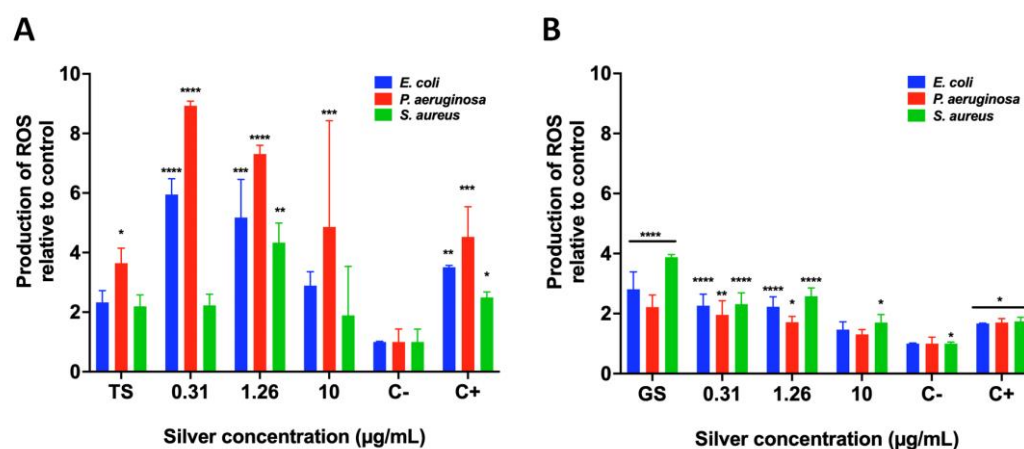 A
Production of ROS
relative to control
10
8
6
4
2
0
****
****
****
***
***
***
**
**
*
*
E. coli
P. aeruginosa
S. aureus
TS 0.31 1.26 10 C- C+
Silver concentration (µg/mL)
B
Production of ROS
relative to control
10
8
6
4
2
0
****
**** ** ****
**** * ****
*
*
*
E. coli
P. aeruginosa
S. aureus
GS 0.31 1.26 10 C- C+
Silver concentration (µg/mL)